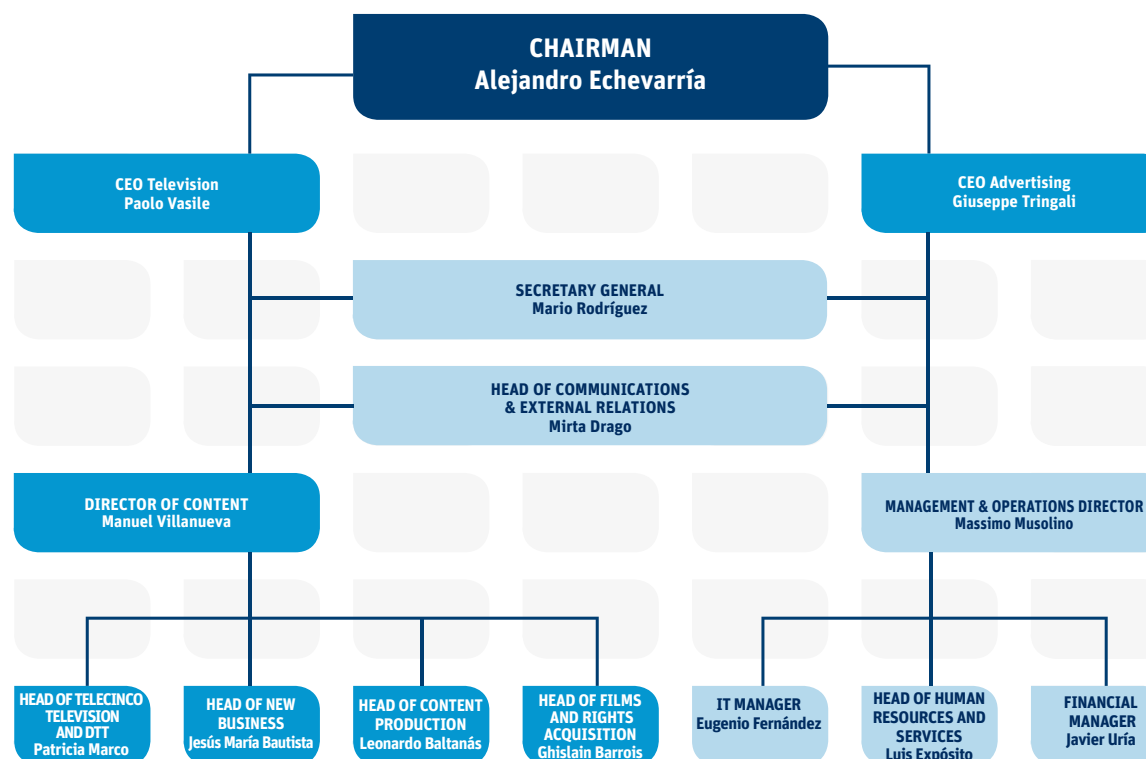 CHAIRMAN
Alejandro Echevarría
CEO Television
Paolo Vasile
CEO Advertising
Giuseppe Tringali
SECRETARY GENERAL
Mario Rodríguez
HEAD OF COMMUNICATIONS
& EXTERNAL RELATIONS
Mirta Drago
DIRECTOR OF CONTENT
Manuel Villanueva
MANAGEMENT & OPERATIONS DIRECTOR
Massimo Musolino
HEAD OF TELECINCO
TELEVISION
AND DTT
Patricia Marco
HEAD OF NEW
BUSINESS
Jesús María Bautista
HEAD OF CONTENT
PRODUCTION
Leonardo Baltanás
HEAD OF FILMS
AND RIGHTS
ACQUISITION
Ghislain Barrois
IT MANAGER
Eugenio Fernández
HEAD OF HUMAN
RESOURCES AND
SERVICES
Luis Expósito
FINANCIAL
MANAGER
Javier Uría